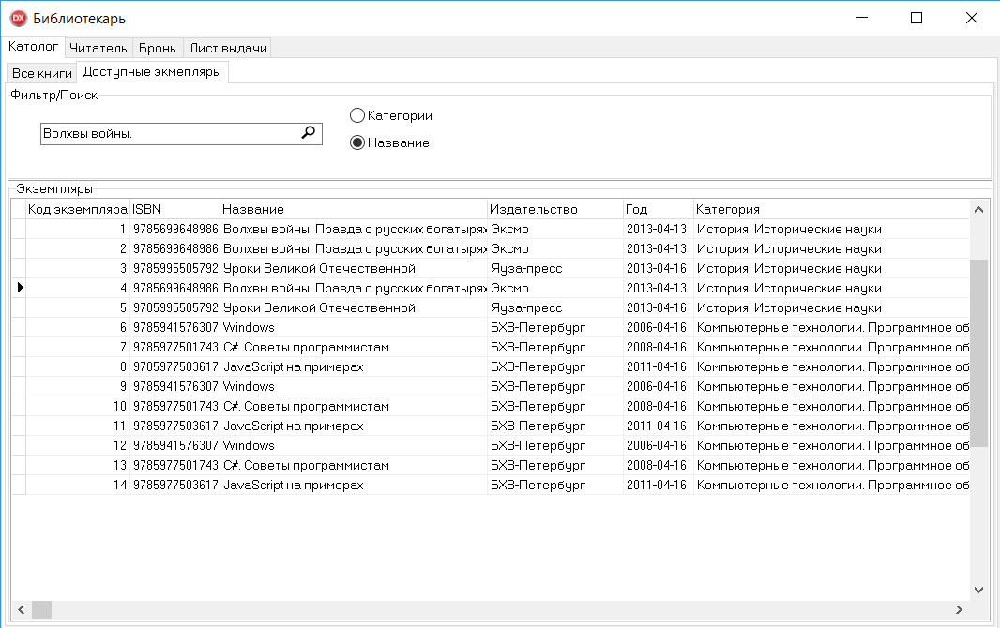 DX Библиотекарь
Католог Читатель Бронь Лист выдачи
Все книги Доступные экмепляры
Фильтр/Поиск
Категории
Волхвы войны.
Название
Экземпляры
Код экземпляра ISBN Название Издательство Год Категория
1 9785699648986 Волхвы войны. Правда о русских богатырях Эксмо 2013-04-13 История. Исторические науки
2 9785699648986 Волхвы войны. Правда о русских богатырях Эксмо 2013-04-13 История. Исторические науки
3 9785995505792 Уроки Великой Отечественной Яуза-пресс 2013-04-16 История. Исторические науки
4 9785699648986 Волхвы войны. Правда о русских богатырях Эксмо 2013-04-13 История. Исторические науки
5 9785995505792 Уроки Великой Отечественной Яуза-пресс 2013-04-16 История. Исторические науки
6 9785941576307 Windows БХВ-Петербург 2006-04-16 Компьютерные технологии. Программное об
7 9785977501743 C#. Советы программистам БХВ-Петербург 2008-04-16 Компьютерные технологии. Программное об
8 9785977503617 JavaScript на примерах БХВ-Петербург 2011-04-16 Компьютерные технологии. Программное об
9 9785941576307 Windows БХВ-Петербург 2006-04-16 Компьютерные технологии. Программное об
10 9785977501743 C#. Советы программистам БХВ-Петербург 2008-04-16 Компьютерные технологии. Программное об
11 9785977503617 JavaScript на примерах БХВ-Петербург 2011-04-16 Компьютерные технологии. Программное об
12 9785941576307 Windows БХВ-Петербург 2006-04-16 Компьютерные технологии. Программное об
13 9785977501743 C#. Советы программистам БХВ-Петербург 2008-04-16 Компьютерные технологии. Программное об
14 9785977503617 JavaScript на примерах БХВ-Петербург 2011-04-16 Компьютерные технологии. Программное об